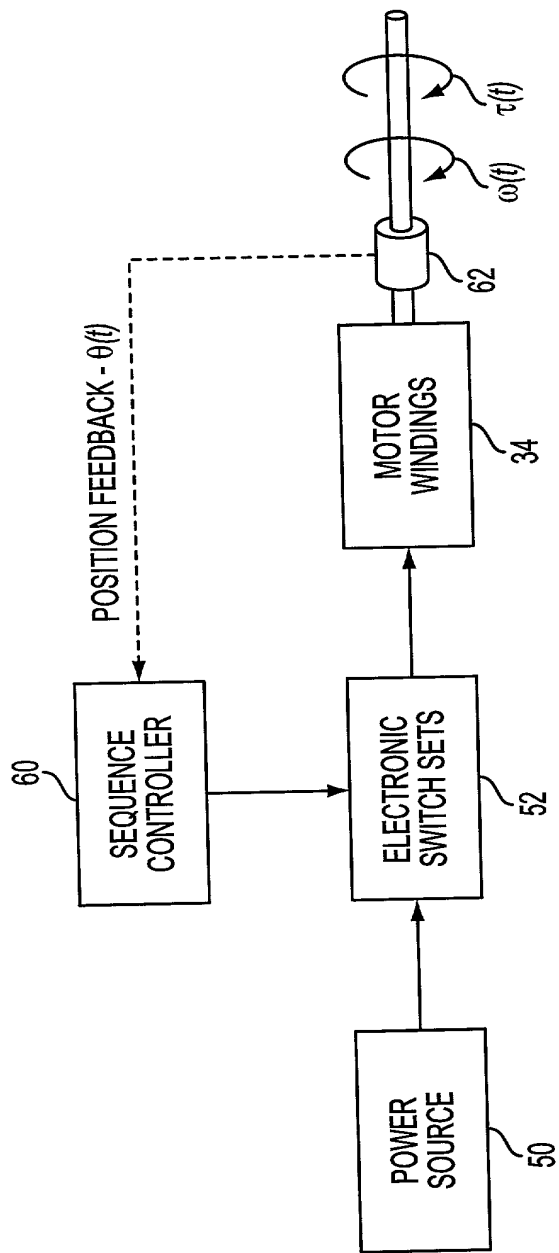 60
SEQUENCE
CONTROLLER
POSITION FEEDBACK - θ(t)
POWER
SOURCE
50
ELECTRONIC
SWITCH SETS
52
MOTOR
WINDINGS
34
62
ω(t)
τ(t)